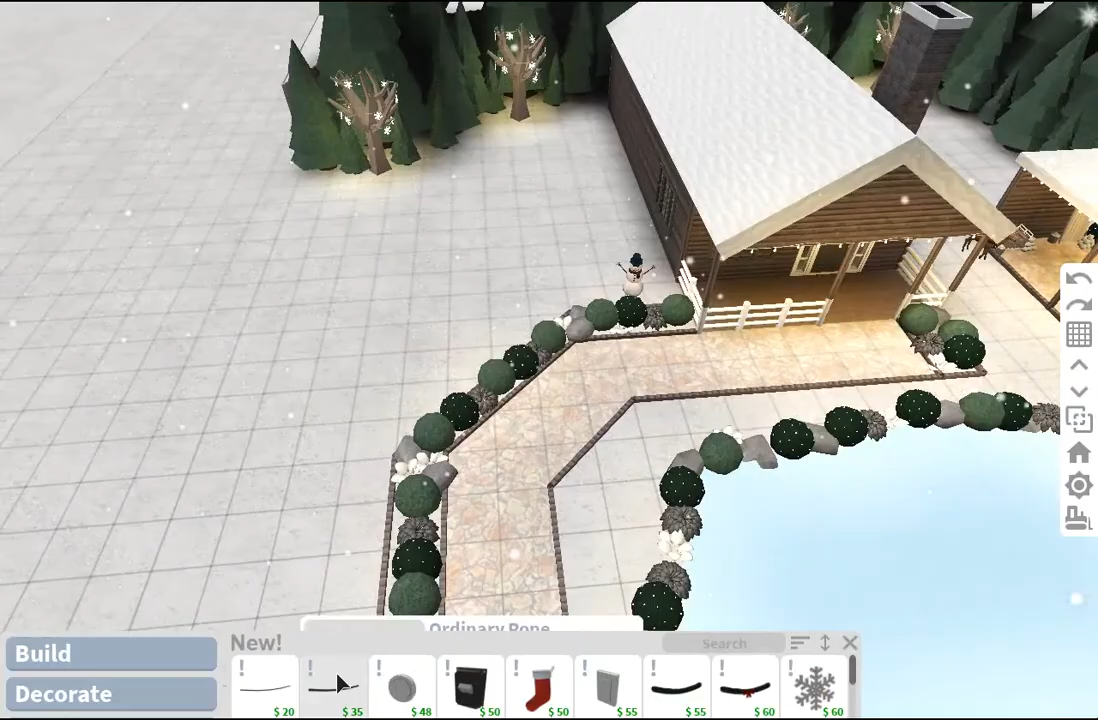 Ordinary Rope
New!
Search
Build
Decorate
! ! ! ! ! ! ! ! !
$ 20 $ 35 $ 48 $ 50 $ 50 $ 55 $ 55 $ 60 $ 60